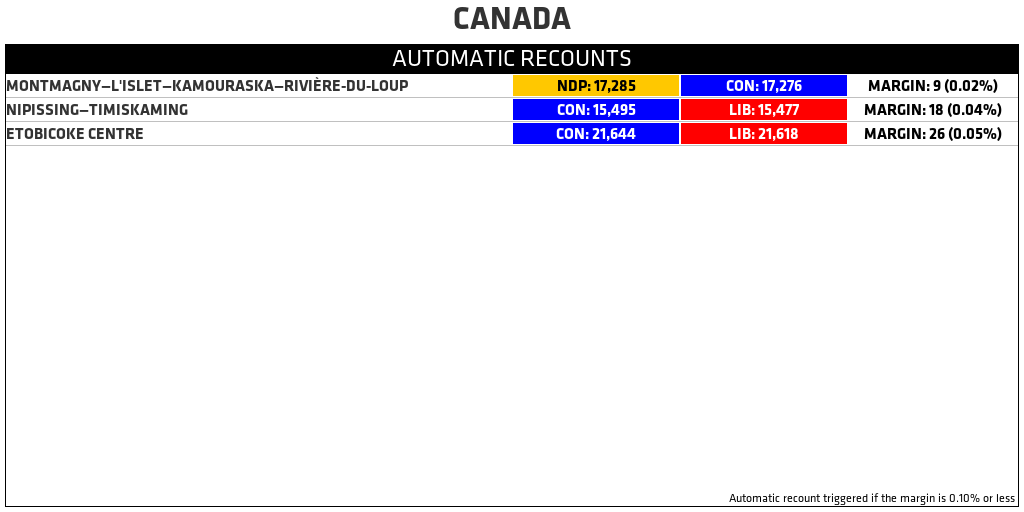 CANADA
AUTOMATIC RECOUNTS
MONTMAGNY–L'ISLET–KAMOURASKA–RIVIÈRE-DU-LOUP NDP: 17,285 CON: 17,276 MARGIN: 9 (0.02%)
NIPISSING–TIMISKAMING CON: 15,495 LIB: 15,477 MARGIN: 18 (0.04%)
ETOBICOKE CENTRE CON: 21,644 LIB: 21,618 MARGIN: 26 (0.05%)
Automatic recount triggered if the margin is 0.10% or less